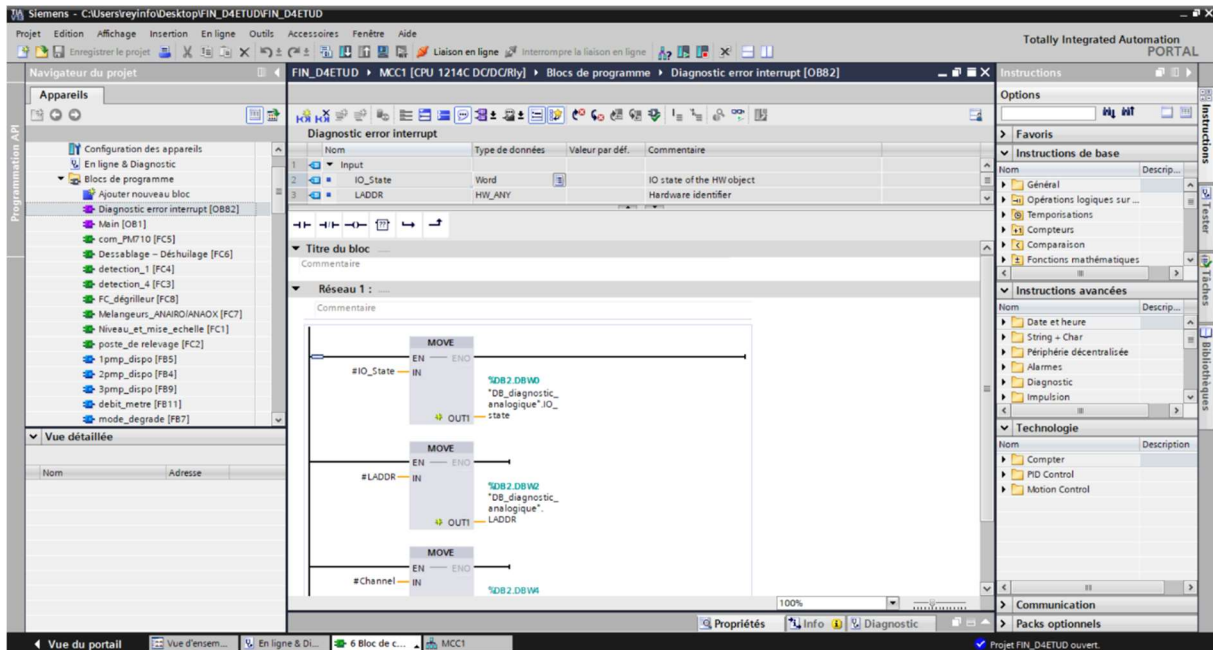 Siemens - C:\Users\reyinfo\Desktop\FIN_D4ETUD\FIN_D4ETUD
Projet Edition Affichage Insertion En ligne Outils Accessoires Fenêtre Aide
Enregistrer le projet Liaison en ligne Interrompre la liaison en ligne
Totally Integrated Automation
PORTAL
Navigateur du projet
FIN_D4ETUD MCC1 [CPU 1214C DC/DC/Rly] Blocs de programme Diagnostic error interrupt [OB82]
Instructions
Appareils
Options
Programmation API
Configuration des appareils
En ligne & Diagnostic
Blocs de programme
Ajouter nouveau bloc
Diagnostic error interrupt [OB82]
Main [OB1]
com_PM710 [FC5]
Dessablage – Déshuilage [FC6]
detection_1 [FC4]
detection_4 [FC3]
FC_dégrilleur [FC8]
Melangeurs_ANAIRO/ANAOX [FC7]
Niveau_et_mise_echelle [FC1]
poste_de relevage [FC2]
1pmp_dispo [FB5]
2pmp_dispo [FB4]
3pmp_dispo [FB9]
debit_metre [FB11]
mode_degrade [FB7]
Vue détaillée
Nom Adresse
Diagnostic error interrupt
Nom Type de données Valeur par déf. Commentaire
1 Input
2 IO_State Word IO state of the HW object
3 LADDR HW_ANY Hardware identifier
??
Titre du bloc
Commentaire
Réseau 1 :
Commentaire
MOVE
EN ENO
#IO_State IN
%DB2.DBW0
"DB_diagnostic_
analogique".IO_
OUT1 state
MOVE
EN ENO
#LADDR IN
%DB2.DBW2
"DB_diagnostic_
analogique".
OUT1 LADDR
MOVE
EN ENO
#Channel IN
%DB2.DBW4
100%
Propriétés Info Diagnostic
Favoris
Instructions de base
Nom Descrip...
Général
Opérations logiques sur ...
Temporisations
Compteurs
Comparaison
Fonctions mathématiques
Instructions avancées
Nom Descrip...
Date et heure
String + Char
Périphérie décentralisée
Alarmes
Diagnostic
Impulsion
Technologie
Nom Description
Compter
PID Control
Motion Control
Communication
Packs optionnels
Instructions
Tester
Tâches
Bibliothèques
Vue du portail Vue d'ensem... En ligne & Di... 6 Bloc de c... MCC1
Projet FIN_D4ETUD ouvert.